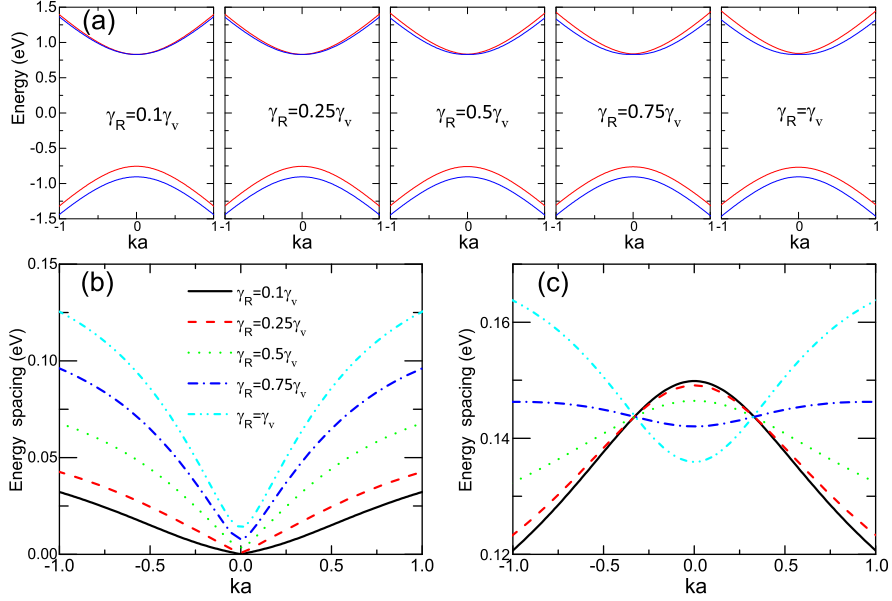 (a)
Energy (eV)
1.5
1.0
0.5
0.0
-0.5
-1.0
-1.5
γR=0.1γv
γR=0.25γv
γR=0.5γv
γR=0.75γv
γR=γv
-1 0 1
-1 0 1
-1 0 1
-1 0 1
-1 0 1
ka
ka
ka
ka
ka
(b)
Energy spacing (eV)
0.15
0.10
0.05
0.00
γR=0.1γv
γR=0.25γv
γR=0.5γv
γR=0.75γv
γR=γv
-1.0 -0.5 0.0 0.5 1.0
ka
(c)
Energy spacing (eV)
0.16
0.14
0.12
-1.0 -0.5 0.0 0.5 1.0
ka